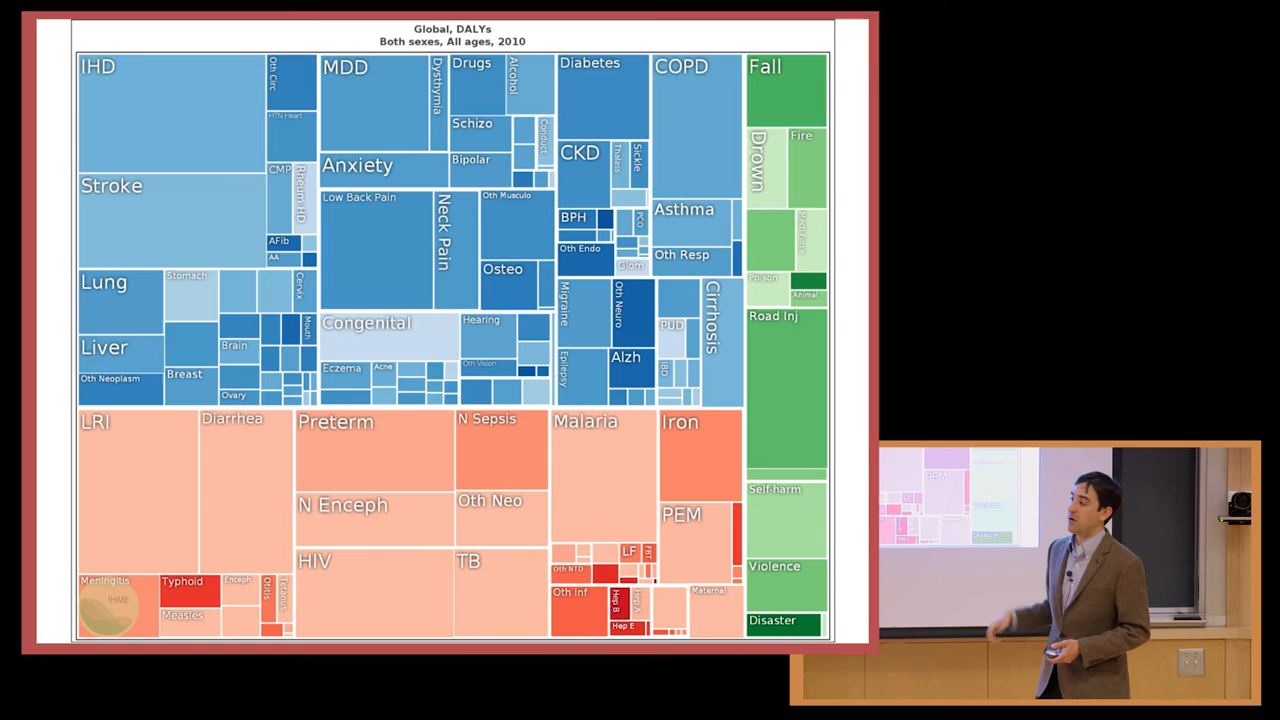 Global, DALYs
Both sexes, All ages, 2010
IHD
Oth Circ
HTN Heart
Stroke
CMP
Rheum HD
AFib
AA
MDD
Dysthymia
Drugs
Alcohol
Schizo
Conduct
Bipolar
Anxiety
Low Back Pain
Neck Pain
Oth Musculo
Osteo
Diabetes
CKD
Thalass
Sickle
BPH
PCO
Oth Endo
Glom
COPD
Asthma
Oth Resp
Fall
Drown
Fire
Mech Force
Poison
Animal
Road Inj
Self-harm
Violence
Disaster
Lung
Stomach
Cervix
Liver
Brain
Mouth
Oth Neoplasm
Breast
Ovary
Congenital
Hearing
Oth Vision
Eczema
Acne
Migraine
Oth Neuro
Epilepsy
Alzh
PUD
IBD
Cirrhosis
LRI
Diarrhea
Preterm
N Sepsis
N Enceph
Oth Neo
HIV
TB
Malaria
Iron
PEM
LF
FBT
Oth NTD
Oth Inf
Hep B
Hep A
Hep E
Maternal
Meningitis
IHME
Typhoid
Measles
Enceph
Otitis
Tetanus
PEM